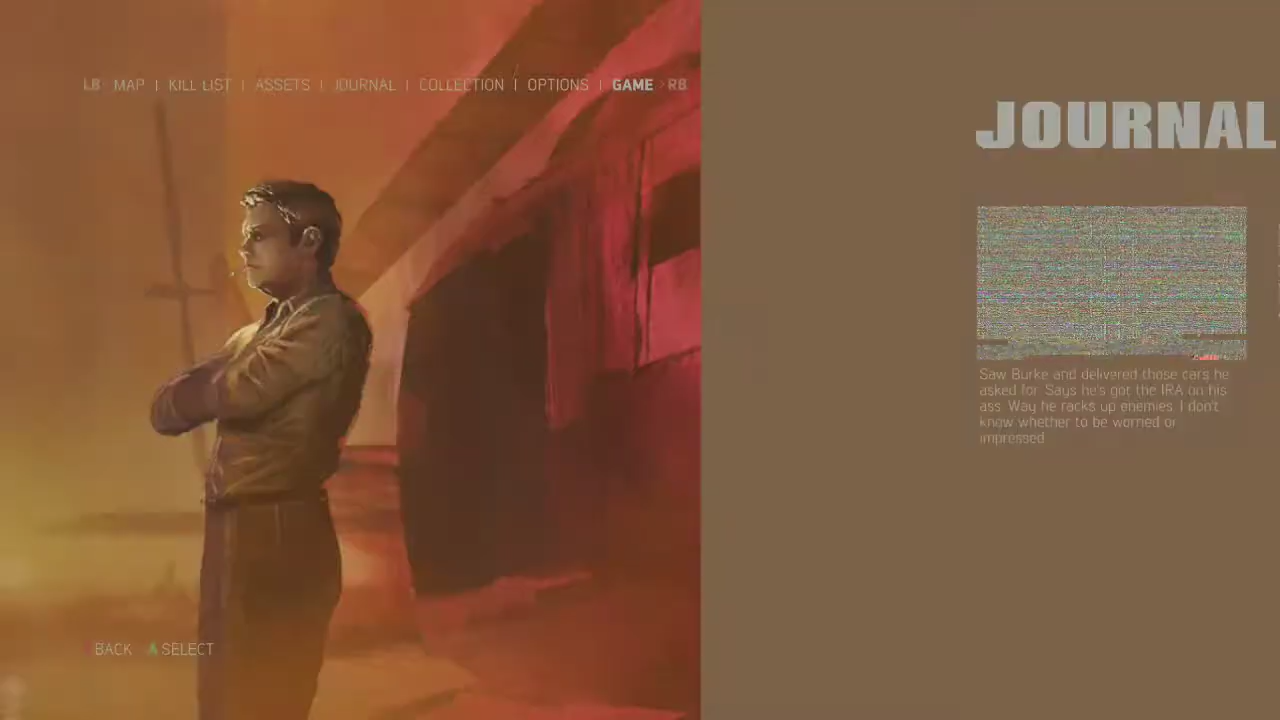 LB MAP | KILL LIST | ASSETS | JOURNAL | COLLECTION | OPTIONS | GAME > RB
JOURNAL
Saw Burke and delivered those cars he
asked for. Says he's got the IRA on his
ass. Way he racks up enemies, I don't
know whether to be worried or
impressed
BACK A SELECT